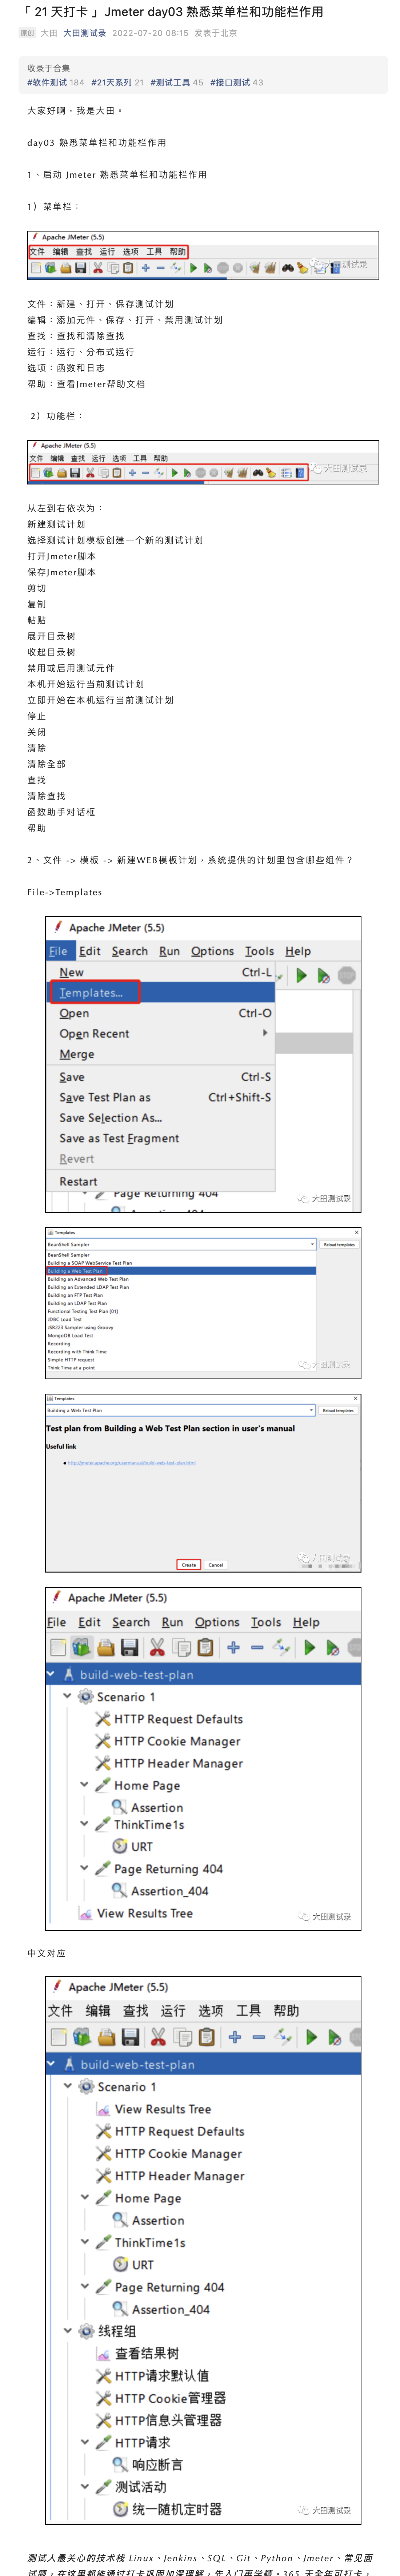 「 21 天打卡 」Jmeter day03 熟悉菜单栏和功能栏作用
原创 大田 大田测试录 2022-07-20 08:15 发表于北京
收录于合集
#软件测试 184 #21天系列 21 #测试工具 45 #接口测试 43
大家好啊，我是大田。
day03 熟悉菜单栏和功能栏作用
1、启动 Jmeter 熟悉菜单栏和功能栏作用
1）菜单栏：
Apache JMeter (5.5)
文件 编辑 查找 运行 选项 工具 帮助
大田测试录
文件：新建、打开、保存测试计划
编辑：添加元件、保存、打开、禁用测试计划
查找：查找和清除查找
运行：运行、分布式运行
选项：函数和日志
帮助：查看Jmeter帮助文档
2）功能栏：
Apache JMeter (5.5)
文件 编辑 查找 运行 选项 工具 帮助
大田测试录
从左到右依次为：
新建测试计划
选择测试计划模板创建一个新的测试计划
打开Jmeter脚本
保存Jmeter脚本
剪切
复制
粘贴
展开目录树
收起目录树
禁用或启用测试元件
本机开始运行当前测试计划
立即开始在本机运行当前测试计划
停止
关闭
清除
清除全部
查找
清除查找
函数助手对话框
帮助
2、文件 -> 模板 -> 新建WEB模板计划，系统提供的计划里包含哪些组件？
File->Templates
Apache JMeter (5.5)
File Edit Search Run Options Tools Help
New Ctrl-L
Templates...
Open Ctrl-O
Open Recent
Merge
Save Ctrl-S
Save Test Plan as Ctrl+Shift-S
Save Selection As...
Save as Test Fragment
Revert
Restart
Page Returning 404
大田测试录
Templates
BeanShell Sampler Reload templates
BeanShell Sampler
Building a SOAP WebService Test Plan
Building a Web Test Plan
Building an Advanced Web Test Plan
Building an Extended LDAP Test Plan
Building an FTP Test Plan
Building an LDAP Test Plan
Functional Testing Test Plan [01]
JDBC Load Test
JSR223 Sampler using Groovy
MongoDB Load Test
Recording
Recording with Think Time
Simple HTTP request
Think Time at a point
大田测试录
Templates
Building a Web Test Plan Reload templates
Test plan from Building a Web Test Plan section in user's manual
Useful link
http://jmeter.apache.org/usermanual/build-web-test-plan.html
大田测试录
Create Cancel
Apache JMeter (5.5)
File Edit Search Run Options Tools Help
build-web-test-plan
Scenario 1
HTTP Request Defaults
HTTP Cookie Manager
HTTP Header Manager
Home Page
Assertion
ThinkTime1s
URT
Page Returning 404
Assertion_404
View Results Tree
大田测试录
中文对应
Apache JMeter (5.5)
文件 编辑 查找 运行 选项 工具 帮助
build-web-test-plan
Scenario 1
View Results Tree
HTTP Request Defaults
HTTP Cookie Manager
HTTP Header Manager
Home Page
Assertion
ThinkTime1s
URT
Page Returning 404
Assertion_404
线程组
查看结果树
HTTP请求默认值
HTTP Cookie管理器
HTTP信息头管理器
HTTP请求
响应断言
测试活动
统一随机定时器
大田测试录
测试人最关心的技术栈 Linux、Jenkins、SQL、Git、Python、Jmeter、常见面
试题，在这里都能通过打卡巩固加深理解，先入门再学精。365 天全年可打卡，